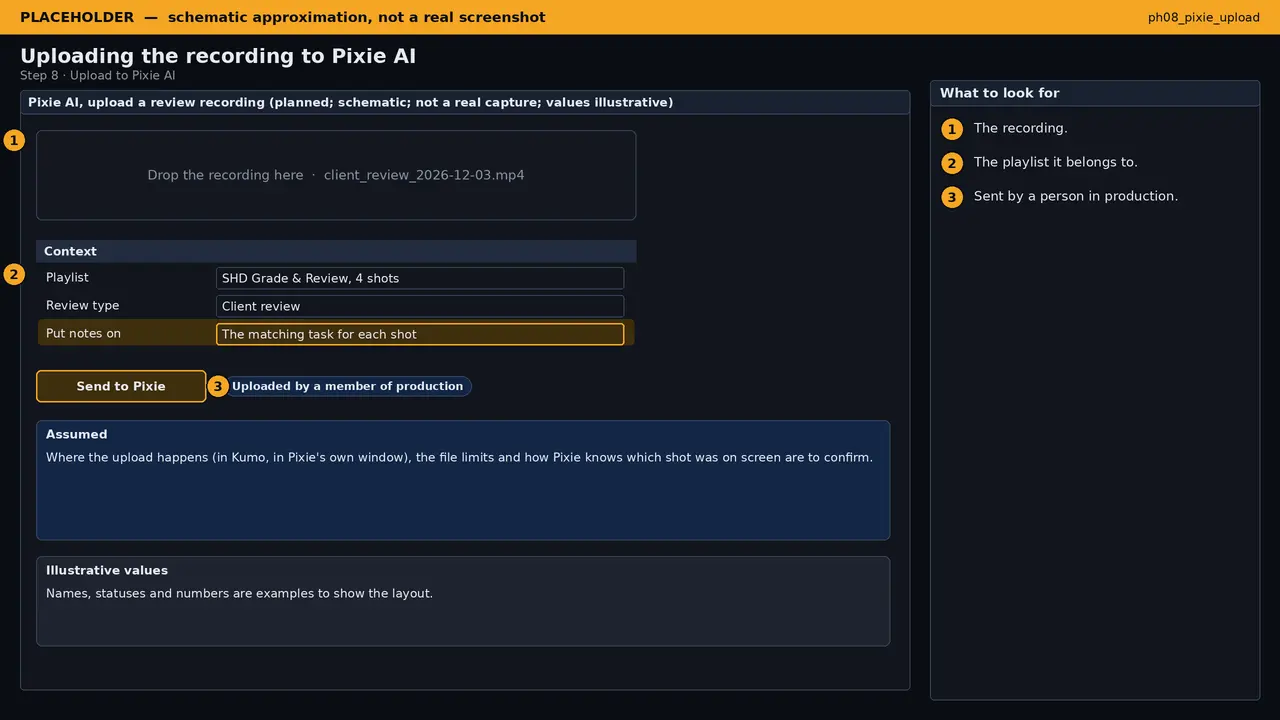 PLACEHOLDER — schematic approximation, not a real screenshot
ph08_pixie_upload
Uploading the recording to Pixie AI
Step 8 · Upload to Pixie AI
Pixie AI, upload a review recording (planned; schematic; not a real capture; values illustrative)
1
Drop the recording here · client_review_2026-12-03.mp4
Context
2
Playlist
SHD Grade & Review, 4 shots
Review type
Client review
Put notes on
The matching task for each shot
Send to Pixie
3
Uploaded by a member of production
Assumed
Where the upload happens (in Kumo, in Pixie's own window), the file limits and how Pixie knows which shot was on screen are to confirm.
Illustrative values
Names, statuses and numbers are examples to show the layout.
What to look for
1 The recording.
2 The playlist it belongs to.
3 Sent by a person in production.